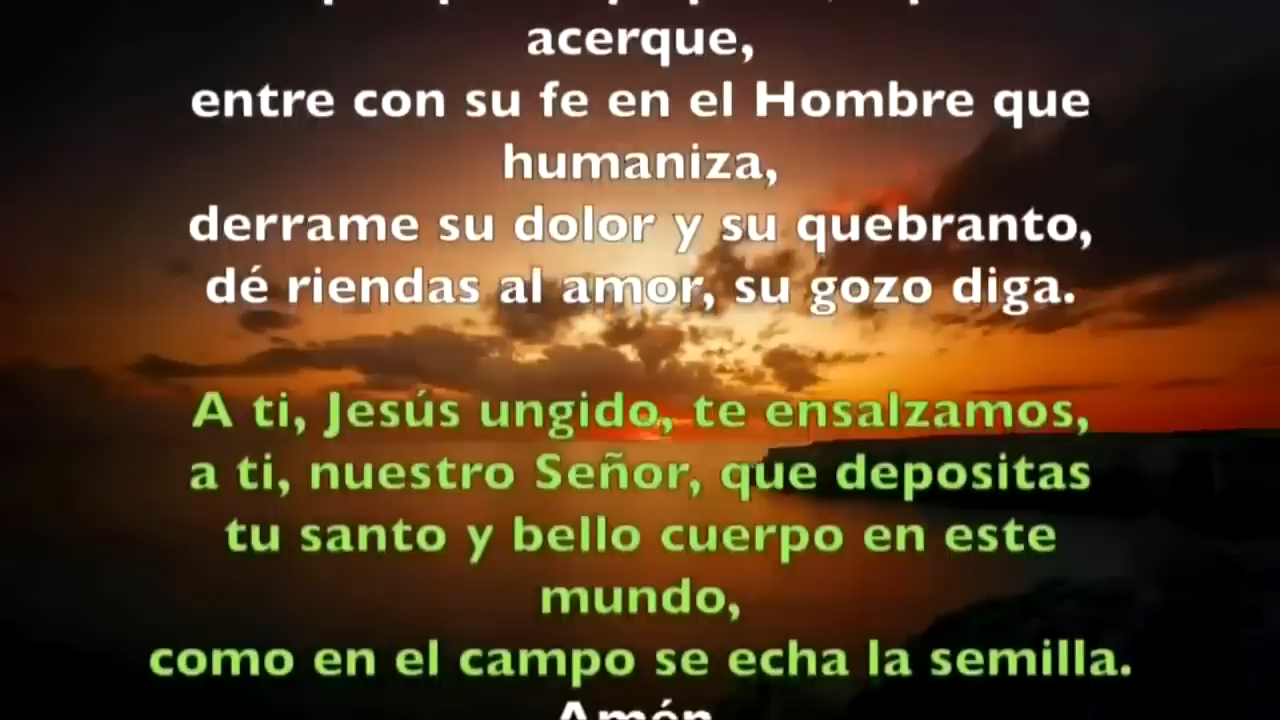 acerque,
entre con su fe en el Hombre que
humaniza,
derrame su dolor y su quebranto,
dé riendas al amor, su gozo diga.
A ti, Jesús ungido, te ensalzamos,
a ti, nuestro Señor, que depositas
tu santo y bello cuerpo en este
mundo,
como en el campo se echa la semilla.
Amén